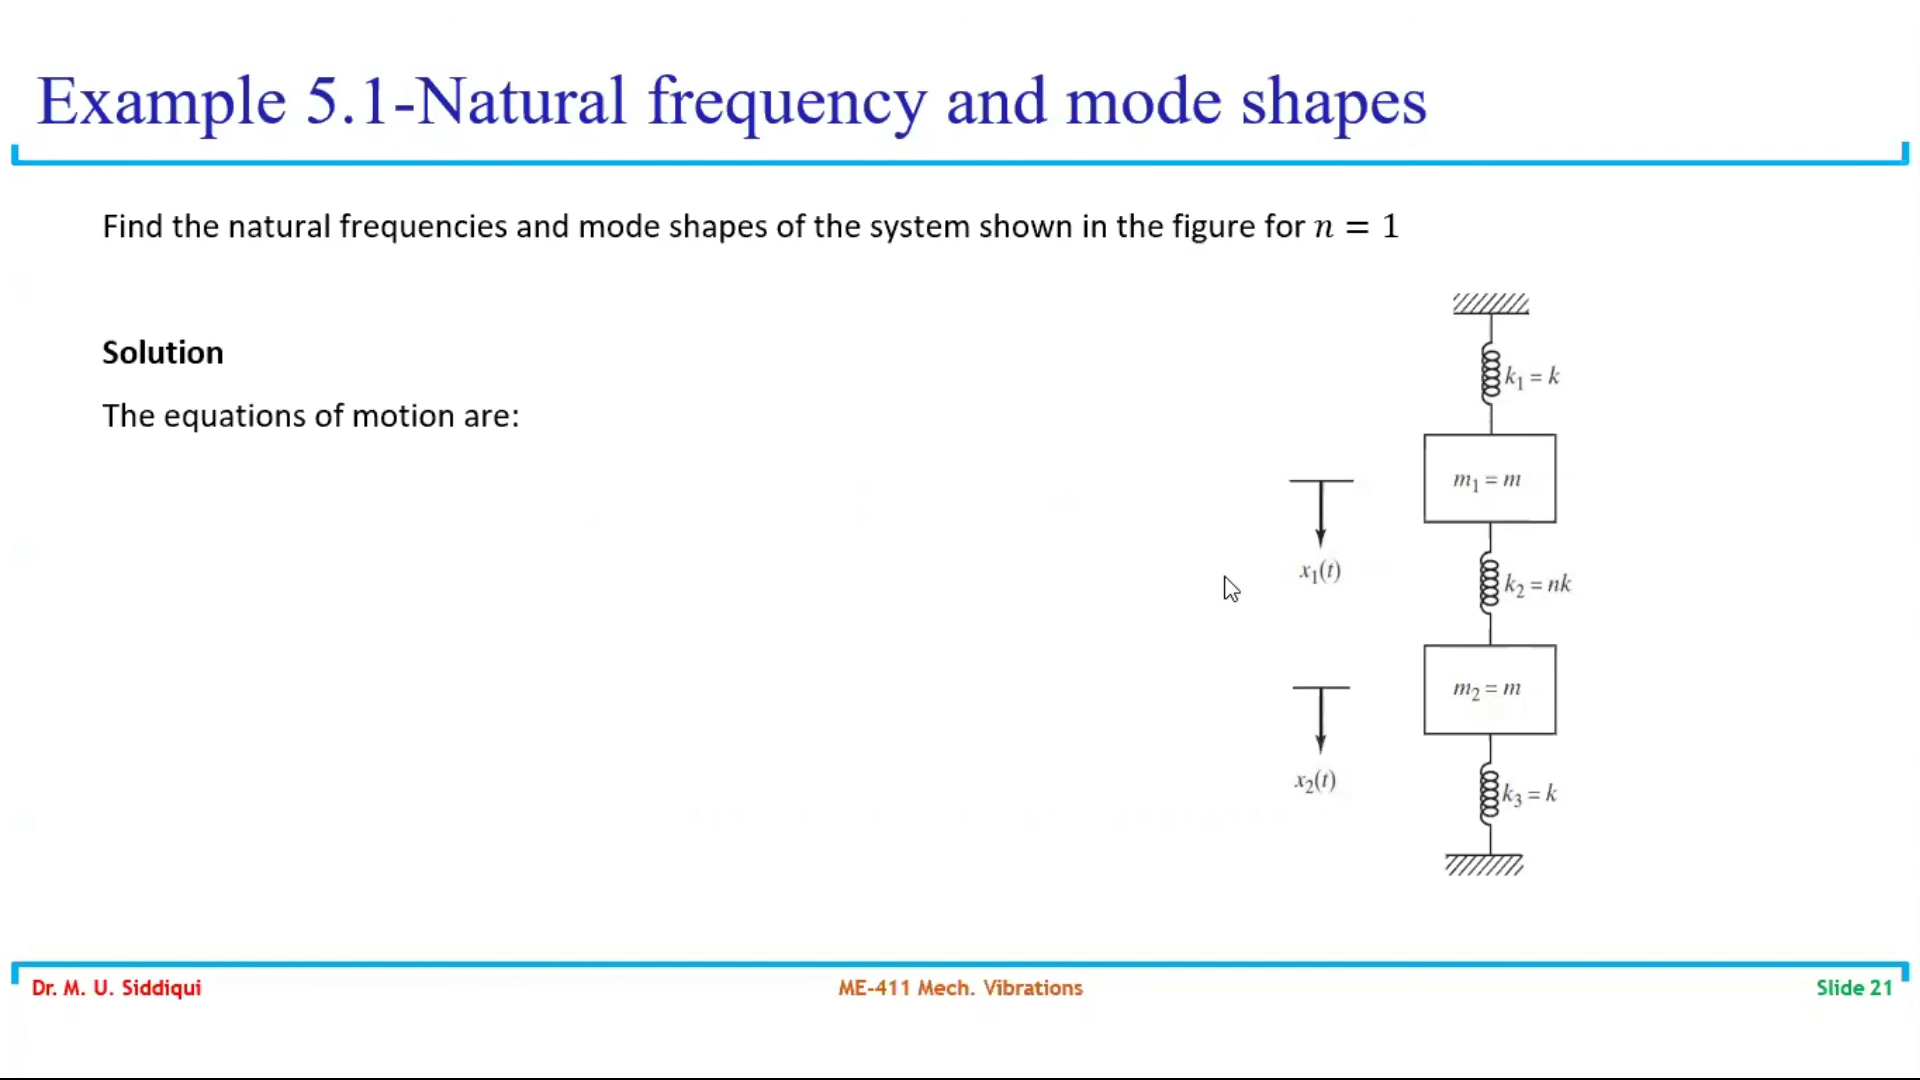 Example 5.1-Natural frequency and mode shapes
Find the natural frequencies and mode shapes of the system shown in the figure for n = 1
Solution
The equations of motion are:
k₁ = k
m₁ = m
x₁(t)
k₂ = nk
m₂ = m
x₂(t)
k₃ = k
Dr. M. U. Siddiqui
ME-411 Mech. Vibrations
Slide 21